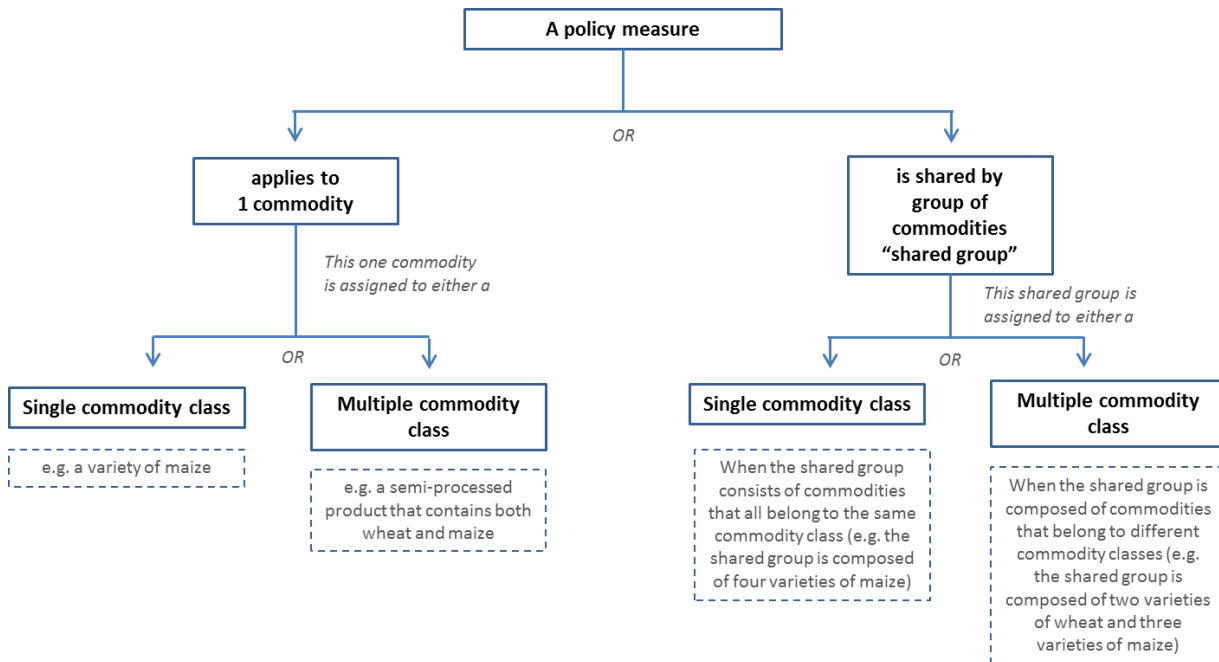 A policy measure
OR
applies to
1 commodity
is shared by
group of
commodities
“shared group”
This one commodity
is assigned to either a
This shared group is
assigned to either a
OR
OR
Single commodity class
Multiple commodity
class
Single commodity class
Multiple commodity
class
e.g. a variety of maize
e.g. a semi-processed
product that contains both
wheat and maize
When the shared group
consists of commodities
that all belong to the same
commodity class (e.g. the
shared group is composed
of four varieties of maize)
When the shared group is
composed of commodities
that belong to different
commodity classes (e.g.
the shared group is
composed of two varieties
of wheat and three
varieties of maize)